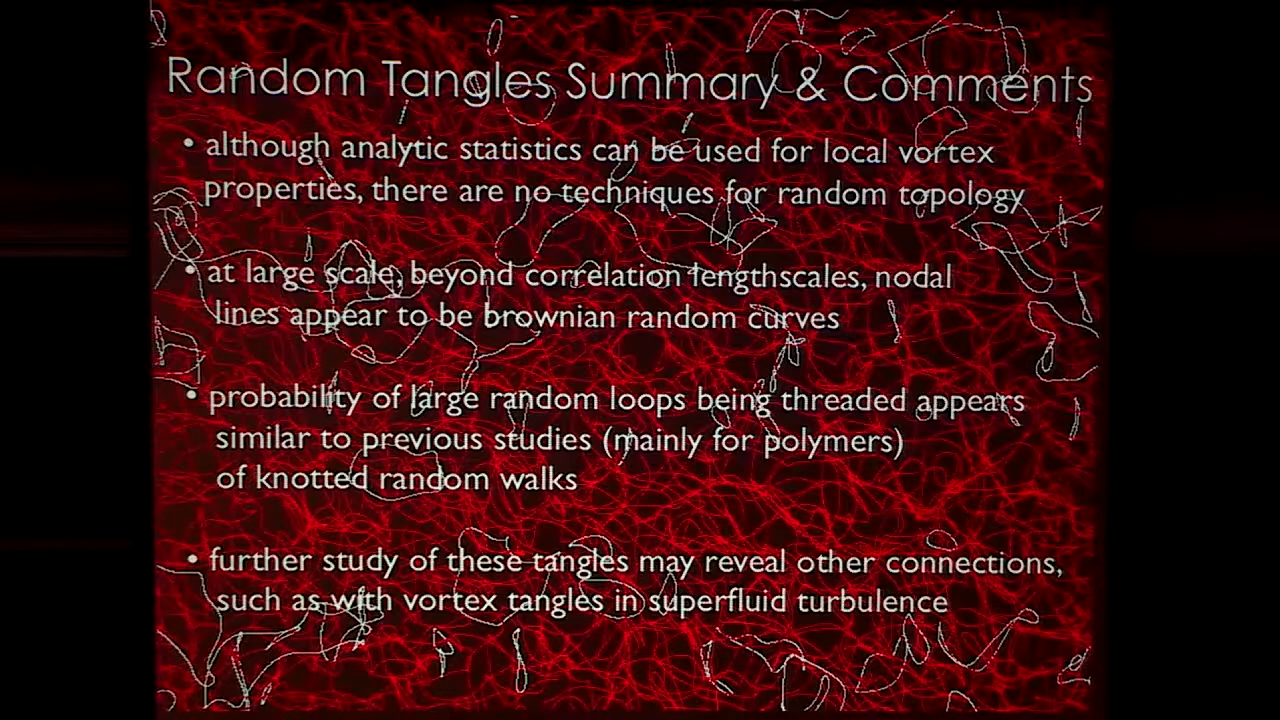 Random Tangles Summary & Comments
• although analytic statistics can be used for local vortex
properties, there are no techniques for random topology
• at large scale, beyond correlation lengthscales, nodal
lines appear to be brownian random curves
• probability of large random loops being threaded appears
similar to previous studies (mainly for polymers)
of knotted random walks
• further study of these tangles may reveal other connections,
such as with vortex tangles in superfluid turbulence